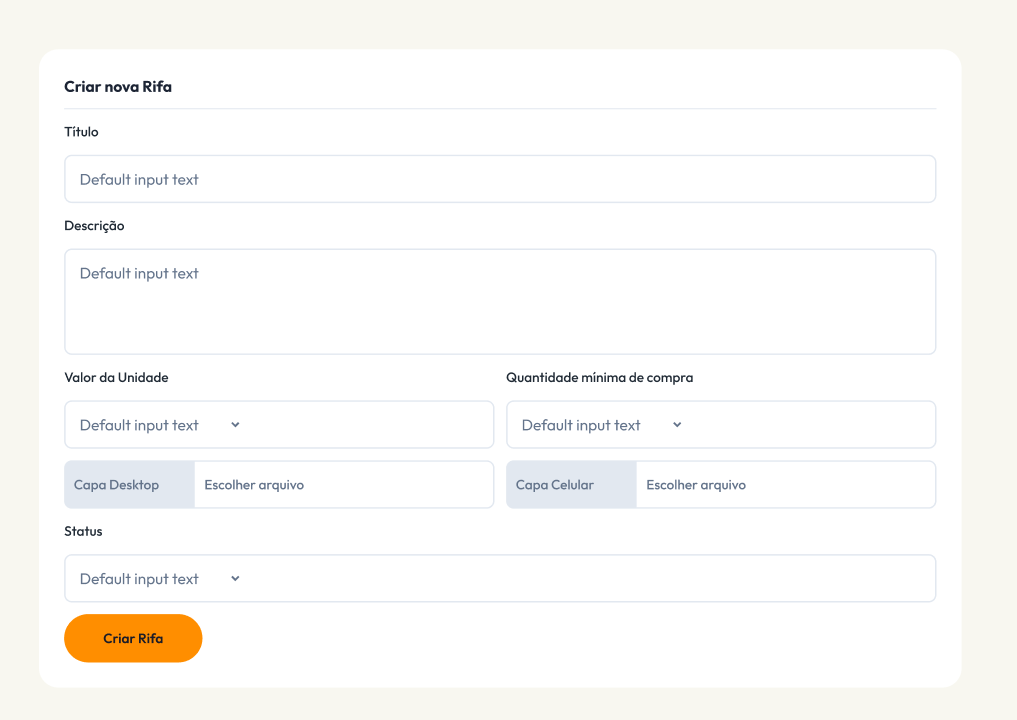 Criar nova Rifa
Título
Default input text
Descrição
Default input text
Valor da Unidade
Quantidade mínima de compra
Default input text
Default input text
Capa Desktop
Escolher arquivo
Capa Celular
Escolher arquivo
Status
Default input text
Criar Rifa